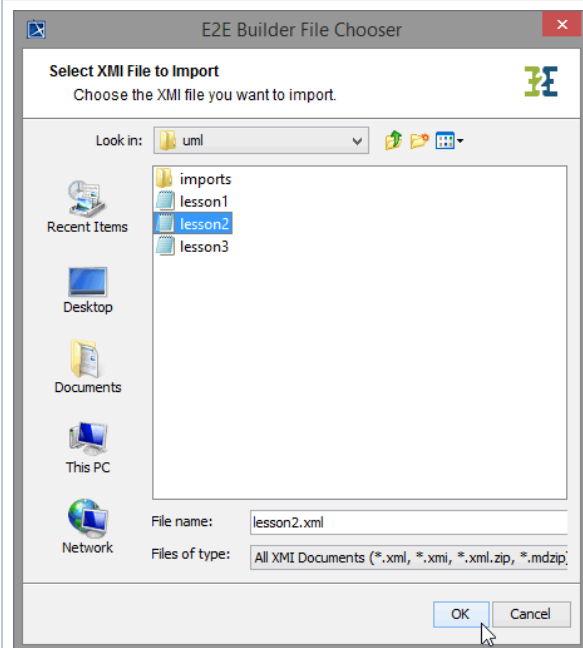 E2E Builder File Chooser
Select XMI File to Import
Choose the XMI file you want to import.
Look in: uml
imports
lesson1
lesson2
lesson3
Recent Items
Desktop
Documents
This PC
Network
File name: lesson2.xml
Files of type: All XMI Documents (*.xml, *.xmi, *.xml.zip, *.mdzip)
OK Cancel